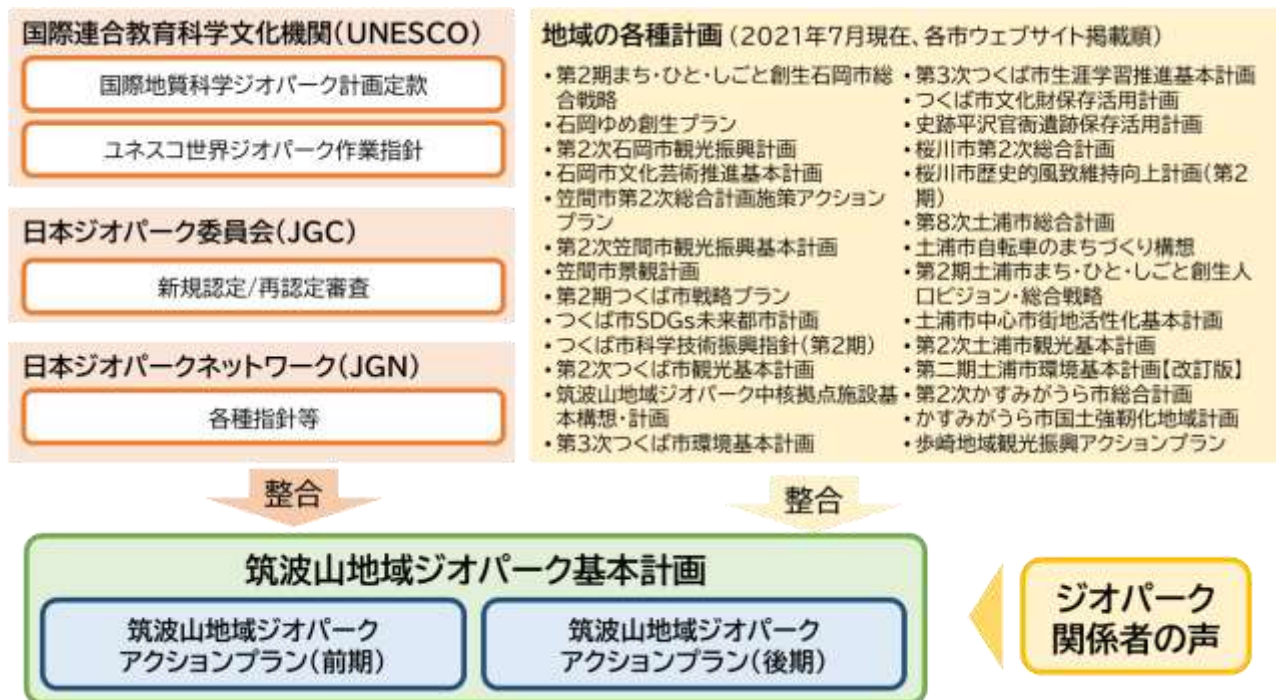 国際連合教育科学文化機関(UNESCO)
国際地質科学ジオパーク計画定款
ユネスコ世界ジオパーク作業指針
日本ジオパーク委員会(JGC)
新規認定/再認定審査
日本ジオパークネットワーク(JGN)
各種指針等
地域の各種計画(2021年7月現在、各市ウェブサイト掲載順)
・第2期まち・ひと・しごと創生石岡市総
合戦略
・石岡ゆめ創生プラン
・第2次石岡市観光振興計画
・石岡市文化芸術推進基本計画
・笠間市第2次総合計画施策アクション
プラン
・第2次笠間市観光振興基本計画
・笠間市景観計画
・第2期つくば市戦略プラン
・つくば市SDGs未来都市計画
・つくば市科学技術振興指針(第2期)
・第2次つくば市観光基本計画
・筑波山地域ジオパーク中核拠点施設基
本構想・計画
・第3次つくば市環境基本計画
・第3次つくば市生涯学習推進基本計画
・つくば市文化財保存活用計画
・史跡平沢官衙遺跡保存活用計画
・桜川市第2次総合計画
・桜川市歴史的風致維持向上計画(第2
期)
・第8次土浦市総合計画
・土浦市自転車のまちづくり構想
・第2期土浦市まち・ひと・しごと創生人
口ビジョン・総合戦略
・土浦市中心市街地活性化基本計画
・第2次土浦市観光基本計画
・第二期土浦市環境基本計画【改訂版】
・第2次かすみがうら市総合計画
・かすみがうら市国土強靭化地域計画
・歩崎地域観光振興アクションプラン
整合
整合
筑波山地域ジオパーク基本計画
筑波山地域ジオパーク
アクションプラン(前期)
筑波山地域ジオパーク
アクションプラン(後期)
ジオパーク
関係者の声